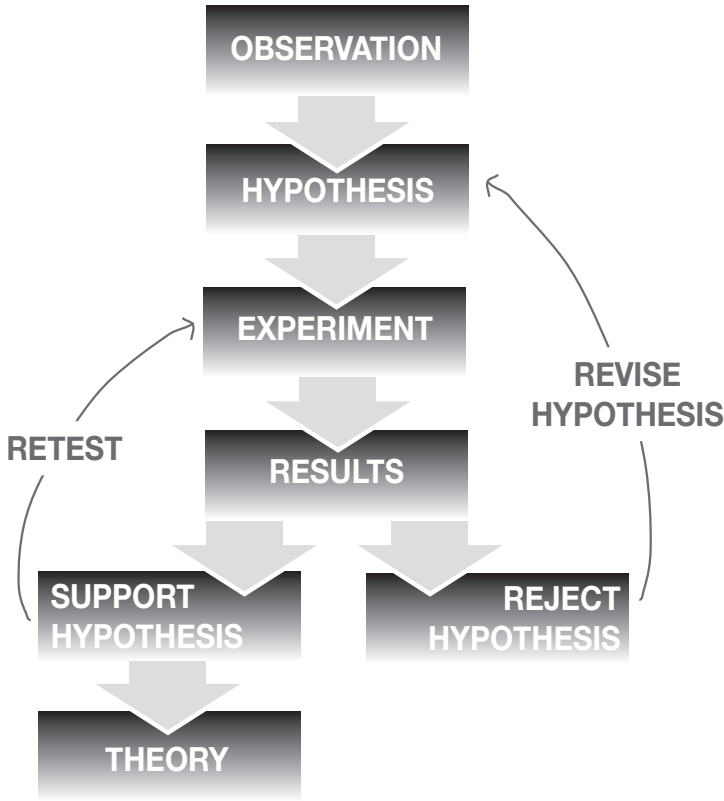 OBSERVATION
HYPOTHESIS
EXPERIMENT
REVISE
HYPOTHESIS
RETEST
RESULTS
SUPPORT
HYPOTHESIS
REJECT
HYPOTHESIS
THEORY